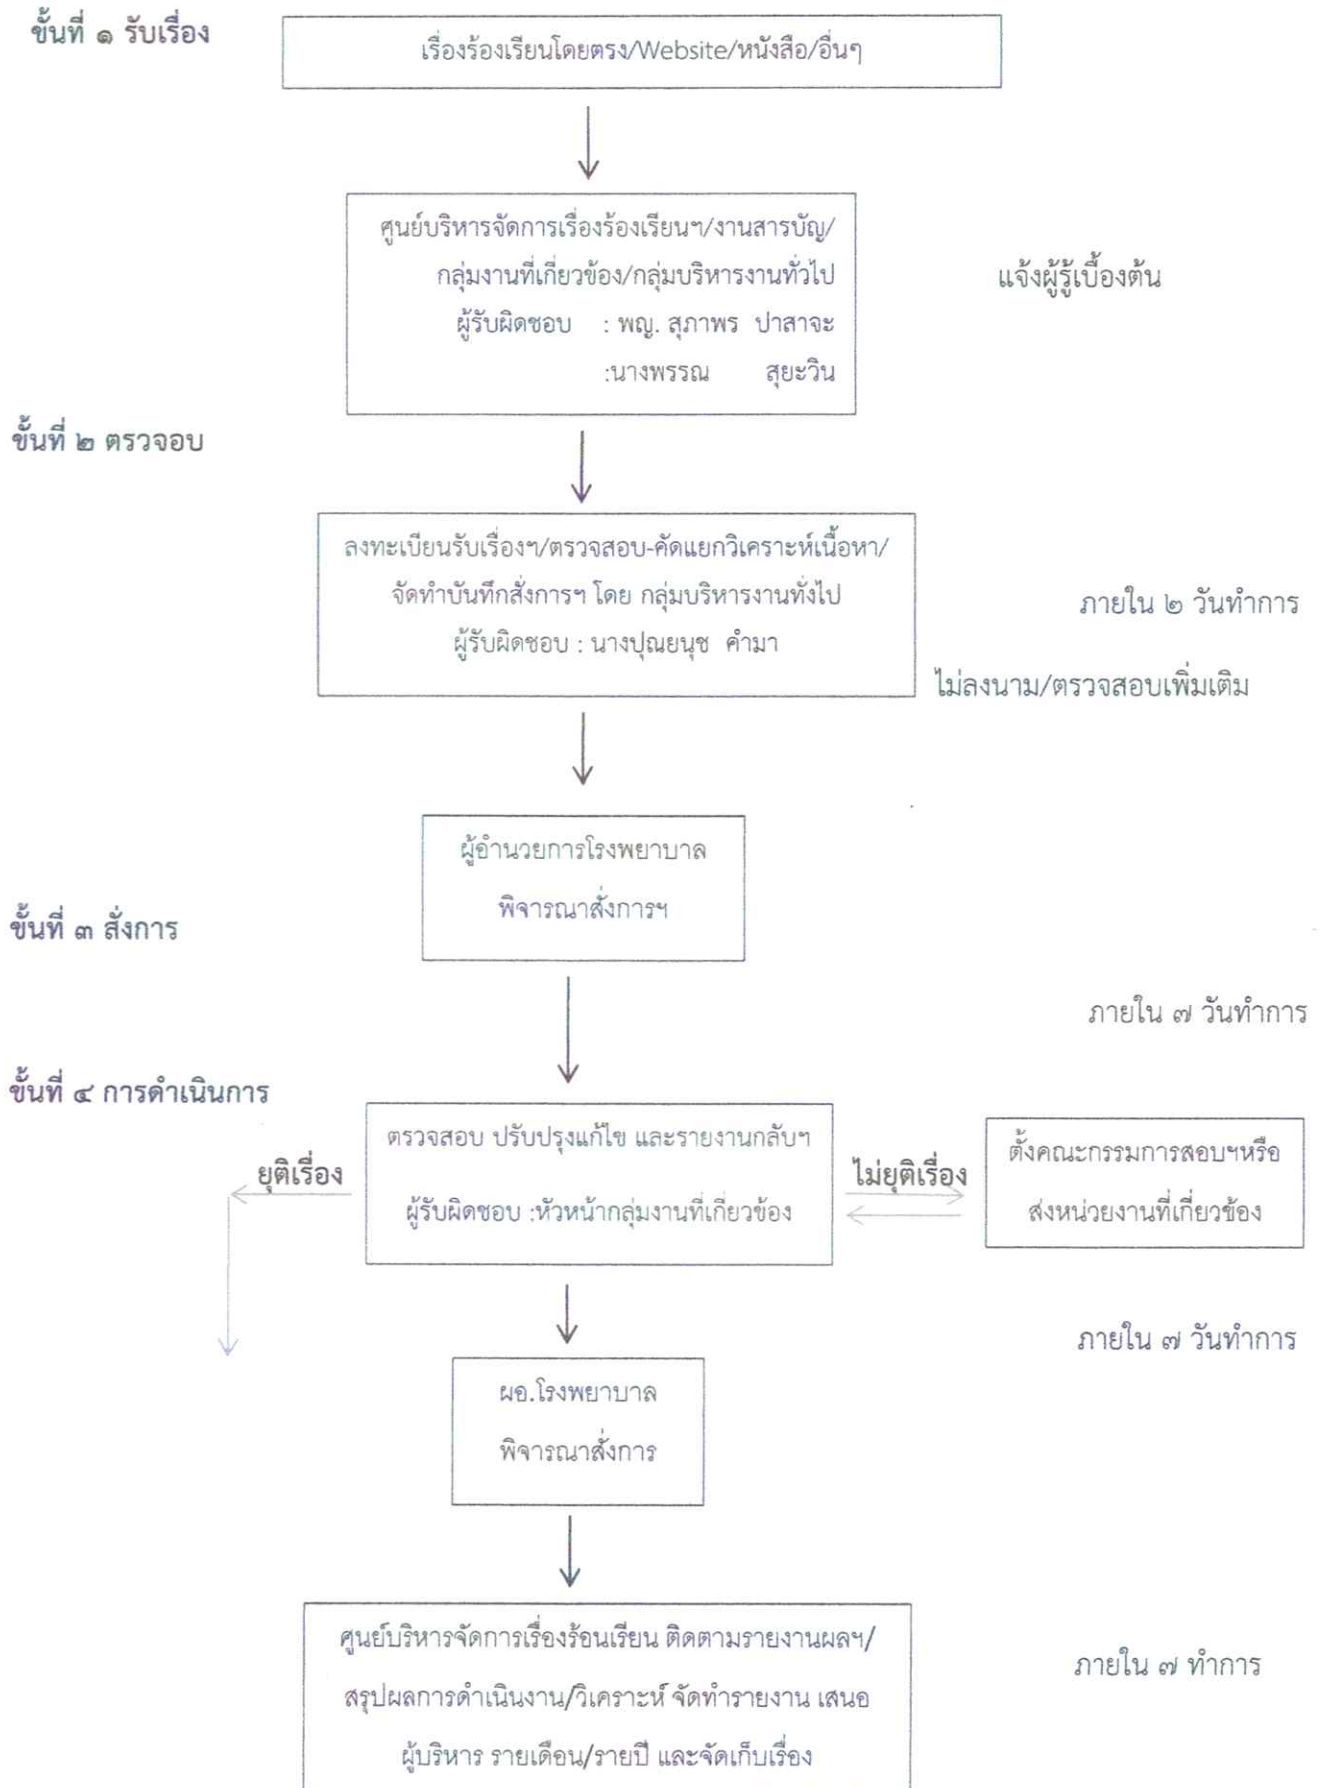 ขั้นที่ ๑ รับเรื่อง
เรื่องร้องเรียนโดยตรง/Website/หนังสือ/อื่นๆ
ศูนย์บริหารจัดการเรื่องร้องเรียนฯ/งานสารบัญ/
กลุ่มงานที่เกี่ยวข้อง/กลุ่มบริหารงานทั่วไป
ผู้รับผิดชอบ : พญ. สุภาพร ปาสาจะ
:นางพรรณ สุยะวิน
แจ้งผู้รู้เบื้องต้น
ขั้นที่ ๒ ตรวจอบ
ลงทะเบียนรับเรื่องฯ/ตรวจสอบ-คัดแยกวิเคราะห์เนื้อหา/
จัดทำบันทึกสั่งการฯ โดย กลุ่มบริหารงานทั่งไป
ผู้รับผิดชอบ : นางปุณยนุช คำมา
ภายใน ๒ วันทำการ
ไม่ลงนาม/ตรวจสอบเพิ่มเติม
ผู้อำนวยการโรงพยาบาล
พิจารณาสั่งการฯ
ขั้นที่ ๓ สั่งการ
ภายใน ๗ วันทำการ
ขั้นที่ ๔ การดำเนินการ
ตรวจสอบ ปรับปรุงแก้ไข และรายงานกลับฯ
ผู้รับผิดชอบ :หัวหน้ากลุ่มงานที่เกี่ยวข้อง
ยุติเรื่อง
ไม่ยุติเรื่อง
ตั้งคณะกรรมการสอบฯหรือ
ส่งหน่วยงานที่เกี่ยวข้อง
ภายใน ๗ วันทำการ
ผอ.โรงพยาบาล
พิจารณาสั่งการ
ศูนย์บริหารจัดการเรื่องร้อนเรียน ติดตามรายงานผลฯ/
สรุปผลการดำเนินงาน/วิเคราะห์ จัดทำรายงาน เสนอ
ผู้บริหาร รายเดือน/รายปี และจัดเก็บเรื่อง
ภายใน ๗ ทำการ